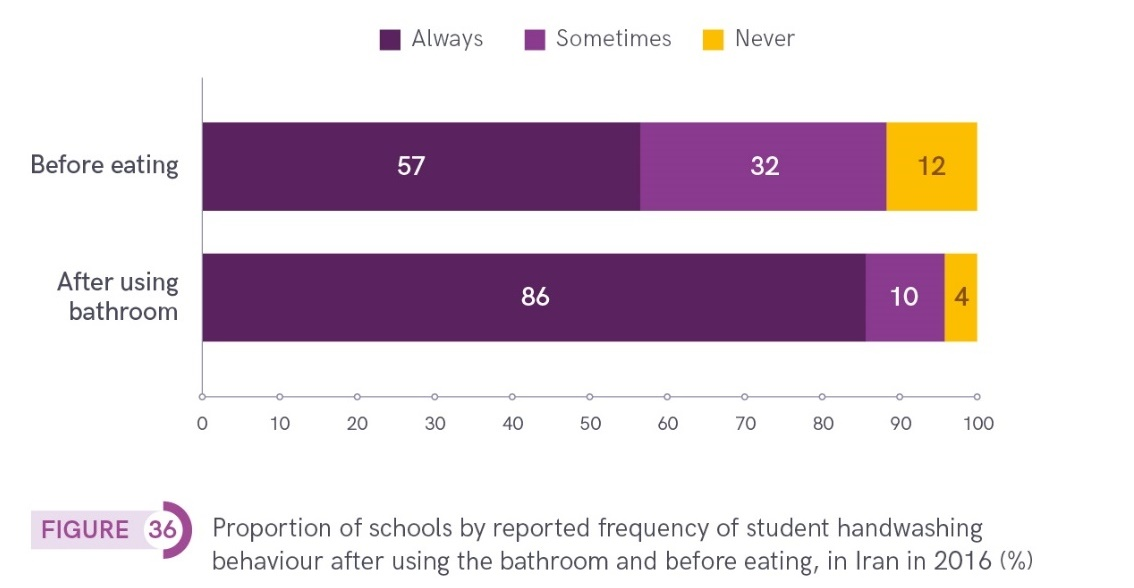 Always Sometimes Never
Before eating 57 32 12
After using
bathroom 86 10 4
0 10 20 30 40 50 60 70 80 90 100
FIGURE 36
Proportion of schools by reported frequency of student handwashing
behaviour after using the bathroom and before eating, in Iran in 2016 (%)